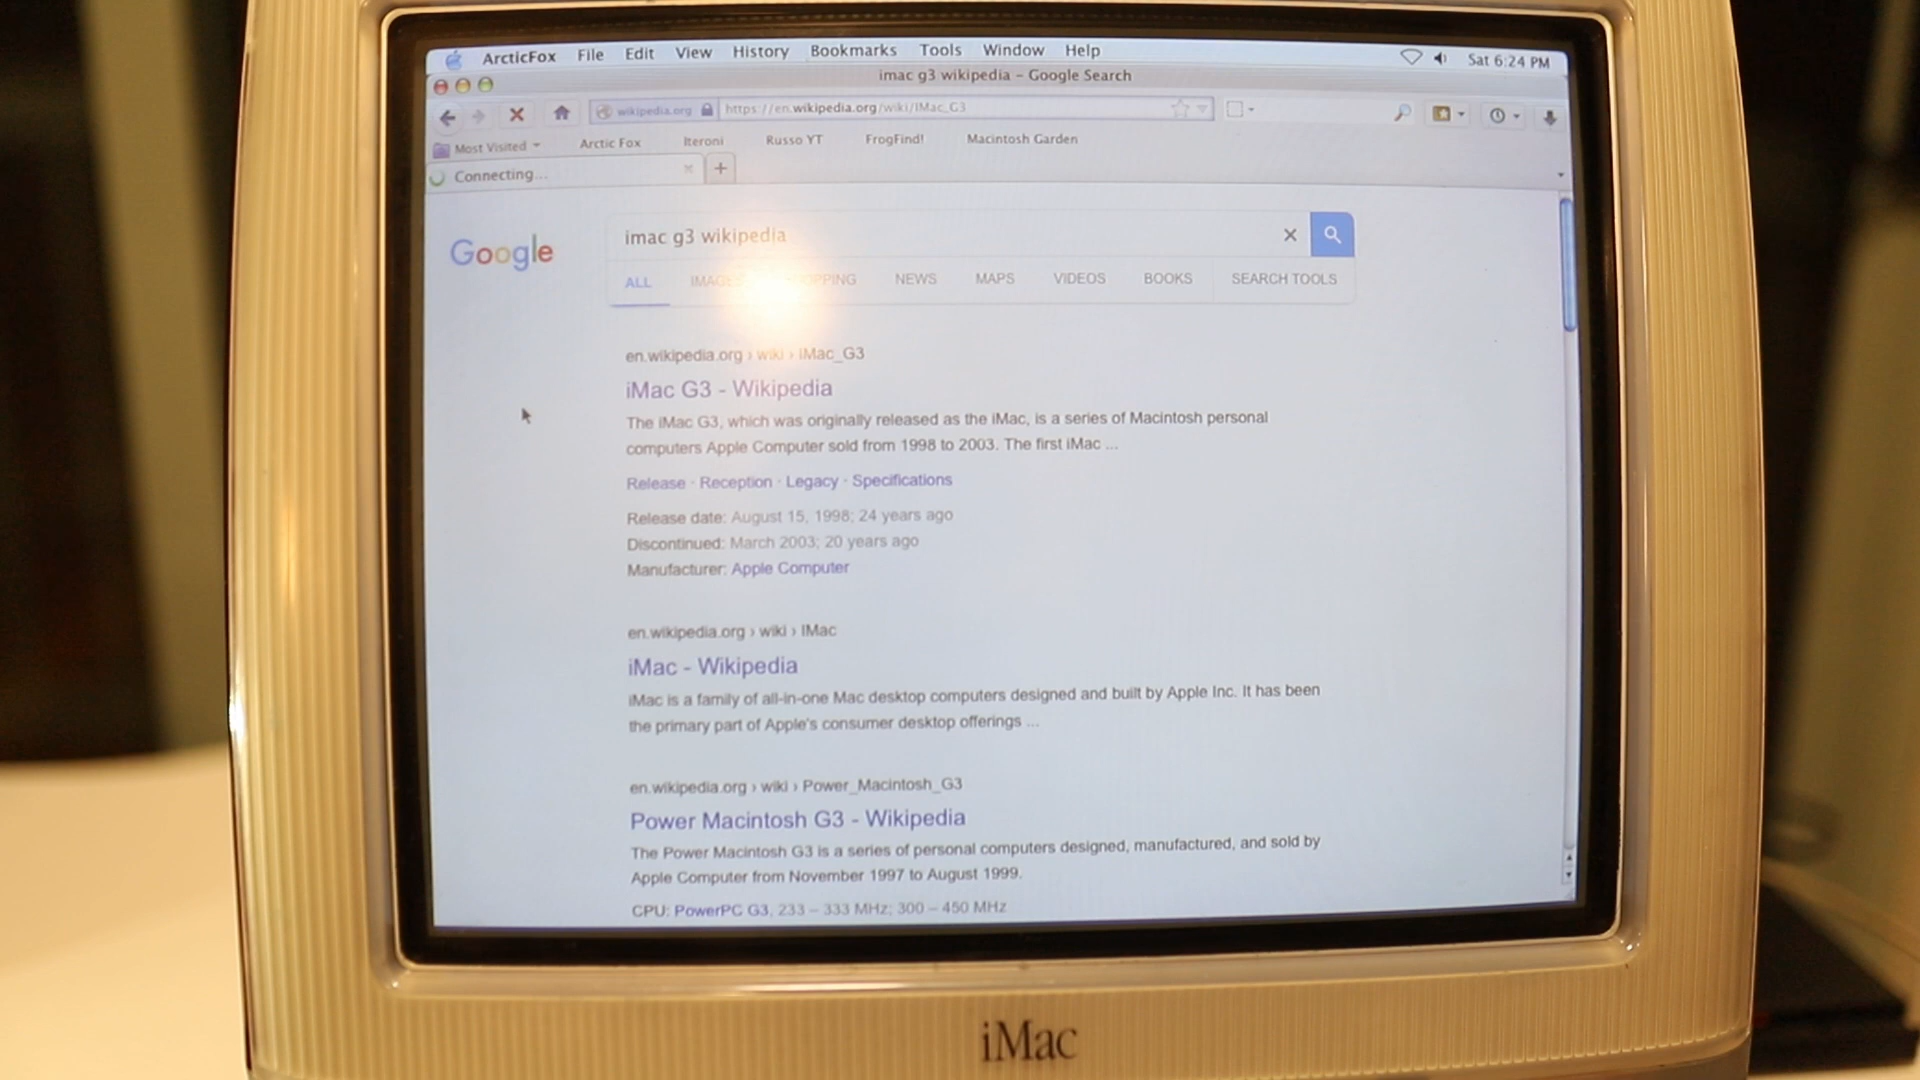 ArcticFox File Edit View History Bookmarks Tools Window Help Sat 6:24 PM
imac g3 wikipedia – Google Search
wikipedia.org https://en.wikipedia.org/wiki/IMac_G3
Most Visited Arctic Fox Iteroni Russo YT FrogFind! Macintosh Garden
Connecting...
Google imac g3 wikipedia
ALL IMAGES SHOPPING NEWS MAPS VIDEOS BOOKS SEARCH TOOLS
en.wikipedia.org › wiki › IMac_G3
iMac G3 - Wikipedia
The iMac G3, which was originally released as the iMac, is a series of Macintosh personal
computers Apple Computer sold from 1998 to 2003. The first iMac ...
Release · Reception · Legacy · Specifications
Release date: August 15, 1998; 24 years ago
Discontinued: March 2003; 20 years ago
Manufacturer: Apple Computer
en.wikipedia.org › wiki › IMac
iMac - Wikipedia
iMac is a family of all-in-one Mac desktop computers designed and built by Apple Inc. It has been
the primary part of Apple's consumer desktop offerings ...
en.wikipedia.org › wiki › Power_Macintosh_G3
Power Macintosh G3 - Wikipedia
The Power Macintosh G3 is a series of personal computers designed, manufactured, and sold by
Apple Computer from November 1997 to August 1999.
CPU: PowerPC G3, 233 – 333 MHz; 300 – 450 MHz
iMac